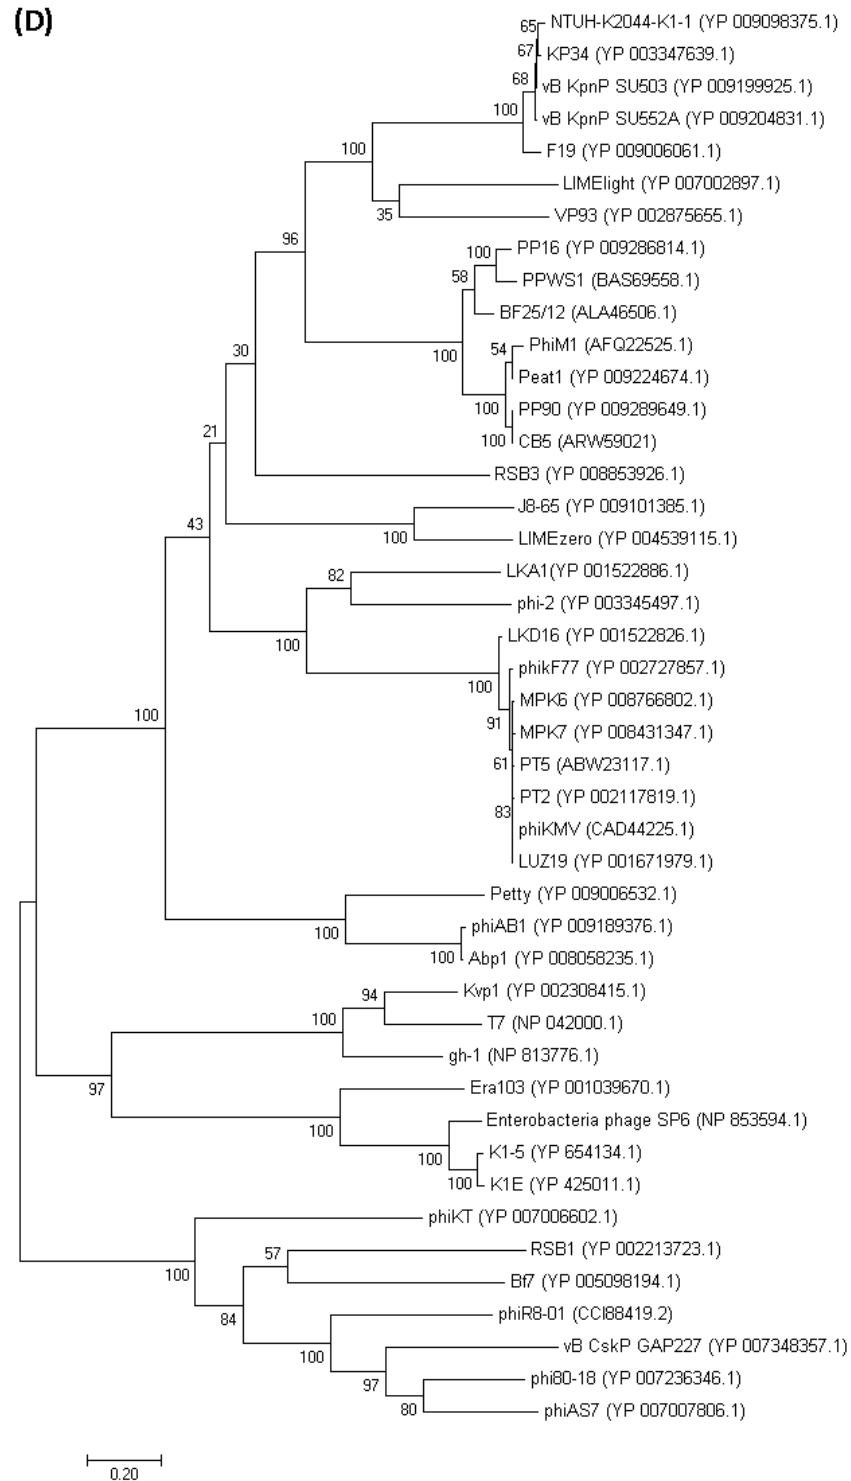 (D)
NTUH-K2044-K1-1 (YP 009098375.1)
65
KP34 (YP 003347639.1)
67
vB KpnP SU503 (YP 009199925.1)
68
vB KpnP SU552A (YP 009204831.1)
100
F19 (YP 009006061.1)
100
LIMElight (YP 007002897.1)
35
VP93 (YP 002875655.1)
96
PP16 (YP 009286814.1)
100
PPWS1 (BAS69558.1)
58
BF25/12 (ALA46506.1)
30
100
54
PhiM1 (AFQ22525.1)
Peat1 (YP 009224674.1)
100
PP90 (YP 009289649.1)
100
CB5 (ARW59021)
21
RSB3 (YP 008853926.1)
J8-65 (YP 009101385.1)
43
100
LIMEzero (YP 004539115.1)
82
LKA1(YP 001522886.1)
phi-2 (YP 003345497.1)
100
LKD16 (YP 001522826.1)
phikF77 (YP 002727857.1)
100
MPK6 (YP 008766802.1)
100
91
MPK7 (YP 008431347.1)
61
PT5 (ABW23117.1)
PT2 (YP 002117819.1)
83
phiKMV (CAD44225.1)
LUZ19 (YP 001671979.1)
Petty (YP 009006532.1)
100
phiAB1 (YP 009189376.1)
100
Abp1 (YP 008058235.1)
94
Kvp1 (YP 002308415.1)
100
T7 (NP 042000.1)
gh-1 (NP 813776.1)
97
Era103 (YP 001039670.1)
100
Enterobacteria phage SP6 (NP 853594.1)
100
K1-5 (YP 654134.1)
100
K1E (YP 425011.1)
phiKT (YP 007006602.1)
100
57
RSB1 (YP 002213723.1)
Bf7 (YP 005098194.1)
84
phiR8-01 (CCI88419.2)
100
vB CskP GAP227 (YP 007348357.1)
97
phi80-18 (YP 007236346.1)
80
phiAS7 (YP 007007806.1)
0.20